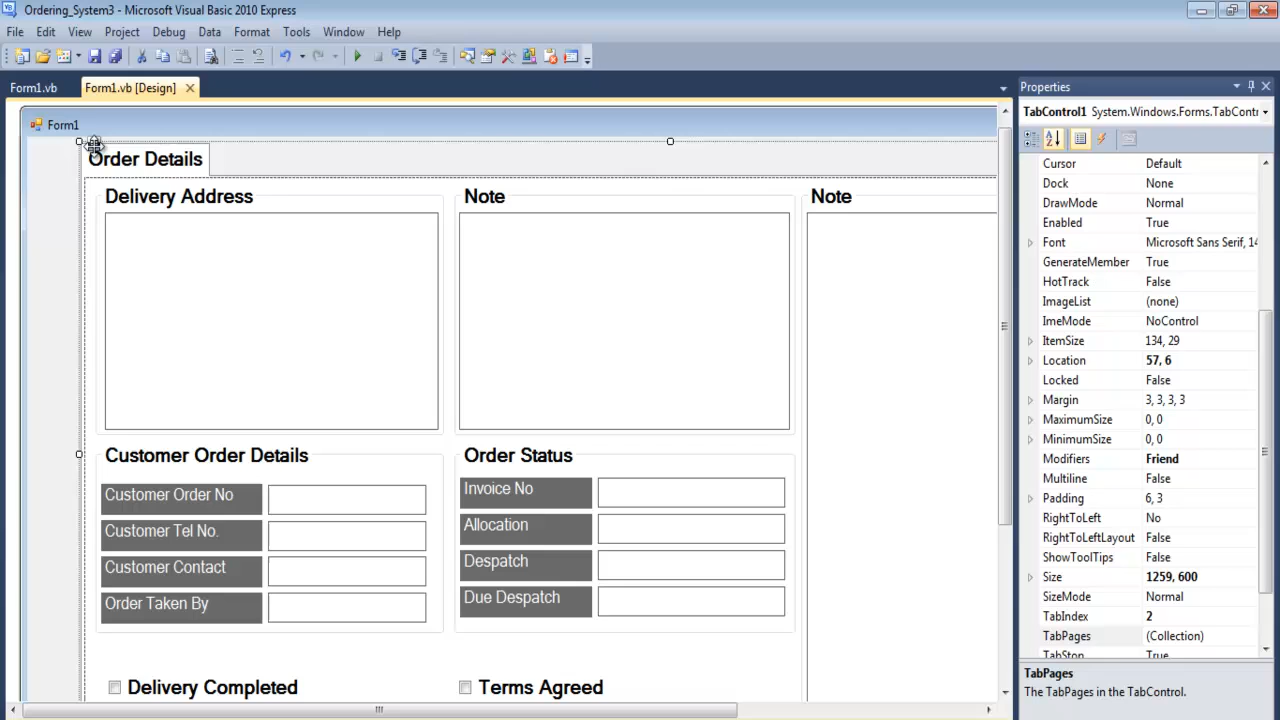 Ordering_System3 - Microsoft Visual Basic 2010 Express
File Edit View Project Debug Data Format Tools Window Help
Form1.vb Form1.vb [Design]
Form1
Order Details
Delivery Address Note Note
Customer Order Details Order Status
Customer Order No Invoice No
Customer Tel No. Allocation
Customer Contact Despatch
Order Taken By Due Despatch
Delivery Completed Terms Agreed
Properties
TabControl1 System.Windows.Forms.TabContr
Cursor Default
Dock None
DrawMode Normal
Enabled True
Font Microsoft Sans Serif, 14
GenerateMember True
HotTrack False
ImageList (none)
ImeMode NoControl
ItemSize 134, 29
Location 57, 6
Locked False
Margin 3, 3, 3, 3
MaximumSize 0, 0
MinimumSize 0, 0
Modifiers Friend
Multiline False
Padding 6, 3
RightToLeft No
RightToLeftLayout False
ShowToolTips False
Size 1259, 600
SizeMode Normal
TabIndex 2
TabPages (Collection)
TabStop True
TabPages
The TabPages in the TabControl.